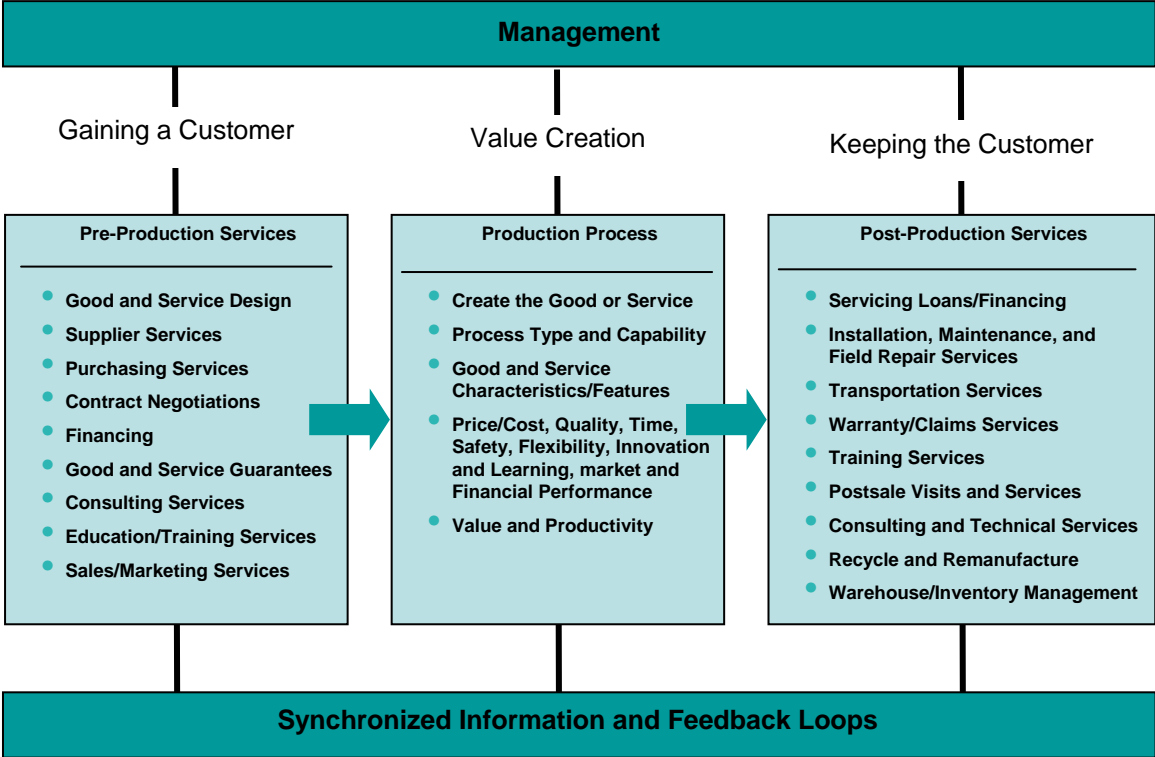 Management
Gaining a Customer
Value Creation
Keeping the Customer
Pre-Production Services
Good and Service Design
Supplier Services
Purchasing Services
Contract Negotiations
Financing
Good and Service Guarantees
Consulting Services
Education/Training Services
Sales/Marketing Services
Production Process
Create the Good or Service
Process Type and Capability
Good and Service
Characteristics/Features
Price/Cost, Quality, Time,
Safety, Flexibility, Innovation
and Learning, market and
Financial Performance
Value and Productivity
Post-Production Services
Servicing Loans/Financing
Installation, Maintenance, and
Field Repair Services
Transportation Services
Warranty/Claims Services
Training Services
Postsale Visits and Services
Consulting and Technical Services
Recycle and Remanufacture
Warehouse/Inventory Management
Synchronized Information and Feedback Loops